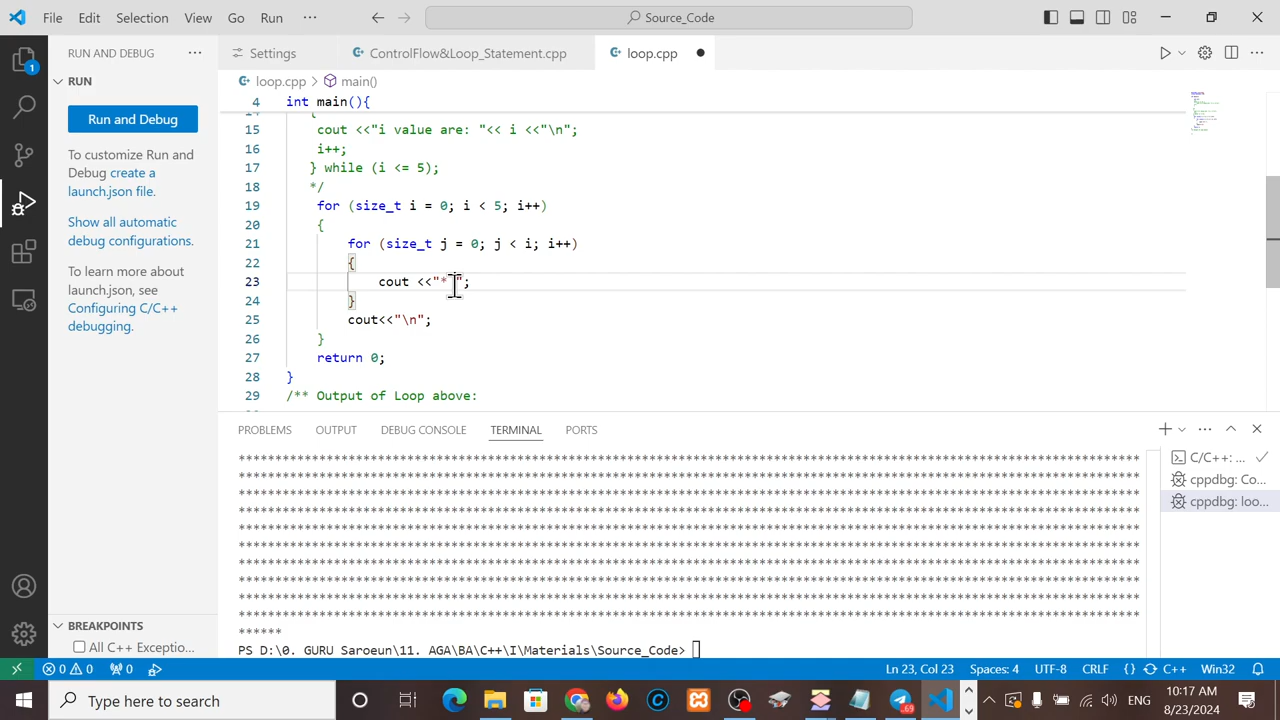 File Edit Selection View Go Run ··· Source_Code
RUN AND DEBUG ···
RUN
Run and Debug
To customize Run and
Debug create a
launch.json file.
Show all automatic
debug configurations.
To learn more about
launch.json, see
Configuring C/C++
debugging.
BREAKPOINTS
All C++ Exceptio...
Settings ControlFlow&Loop_Statement.cpp loop.cpp
loop.cpp > main()
4 int main(){
14 {
15 cout <<"i value are: "<< i <<"\n";
16 i++;
17 } while (i <= 5);
18 */
19 for (size_t i = 0; i < 5; i++)
20 {
21 for (size_t j = 0; j < i; i++)
22 {
23 cout <<"* ";
24 }
25 cout<<"\n";
26 }
27 return 0;
28 }
29 /** Output of Loop above:
PROBLEMS OUTPUT DEBUG CONSOLE TERMINAL PORTS
C/C++: ...
cppdbg: Co...
cppdbg: loo...
******
PS D:\0. GURU Saroeun\11. AGA\BA\C++\I\Materials\Source_Code>
0 0 0 Ln 23, Col 23 Spaces: 4 UTF-8 CRLF {} C++ Win32
Type here to search
.69
ENG
10:17 AM
8/23/2024
1